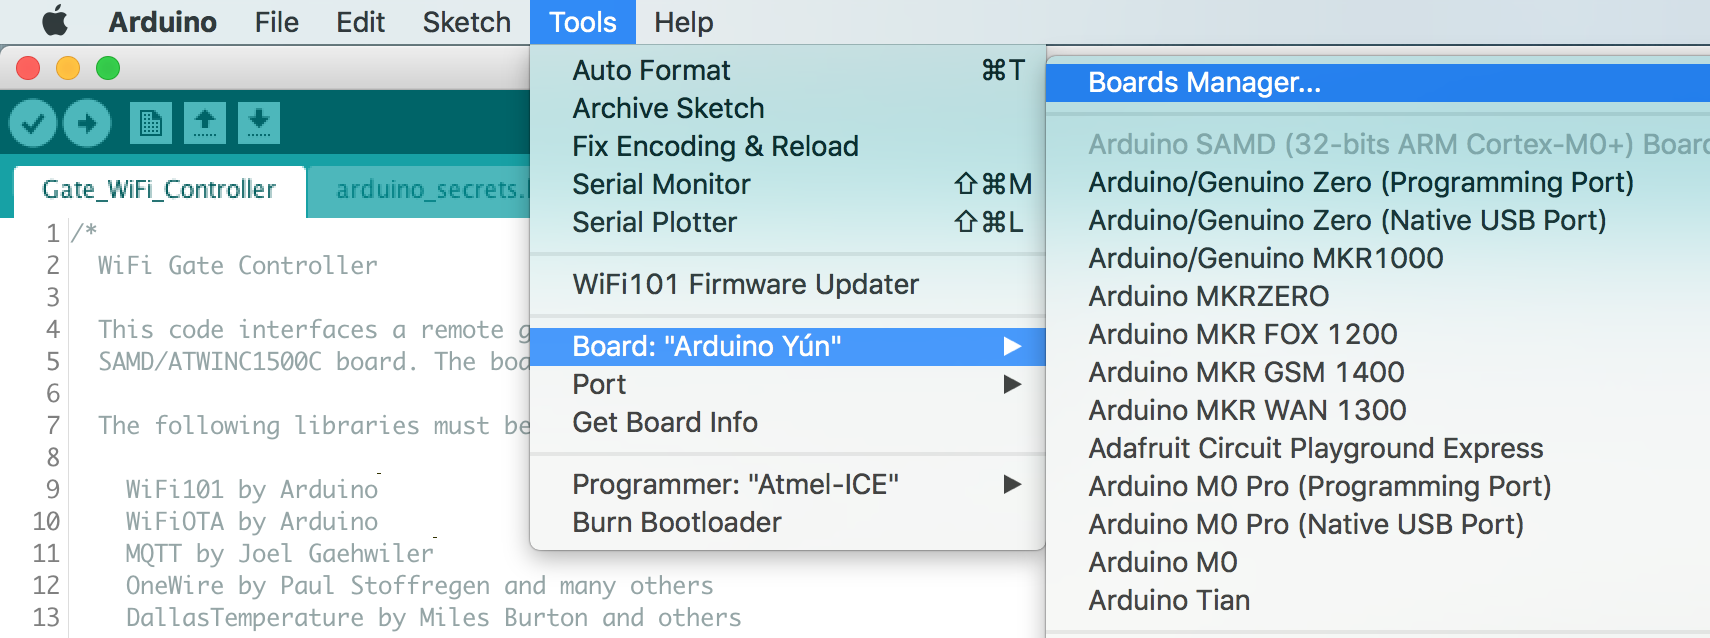 Arduino File Edit Sketch Tools Help
Auto Format ⌘T
Archive Sketch
Fix Encoding & Reload
Serial Monitor ⇧⌘M
Serial Plotter ⇧⌘L
WiFi101 Firmware Updater
Board: "Arduino Yún"
Port
Get Board Info
Programmer: "Atmel-ICE"
Burn Bootloader
Boards Manager...
Arduino SAMD (32-bits ARM Cortex-M0+) Boar
Arduino/Genuino Zero (Programming Port)
Arduino/Genuino Zero (Native USB Port)
Arduino/Genuino MKR1000
Arduino MKRZERO
Arduino MKR FOX 1200
Arduino MKR GSM 1400
Arduino MKR WAN 1300
Adafruit Circuit Playground Express
Arduino M0 Pro (Programming Port)
Arduino M0 Pro (Native USB Port)
Arduino M0
Arduino Tian
Gate_WiFi_Controller arduino_secrets.
1 /*
2 WiFi Gate Controller
3
4 This code interfaces a remote g
5 SAMD/ATWINC1500C board. The boa
6
7 The following libraries must be
8
9 WiFi101 by Arduino
10 WiFiOTA by Arduino
11 MQTT by Joel Gaehwiler
12 OneWire by Paul Stoffregen and many others
13 DallasTemperature by Miles Burton and others